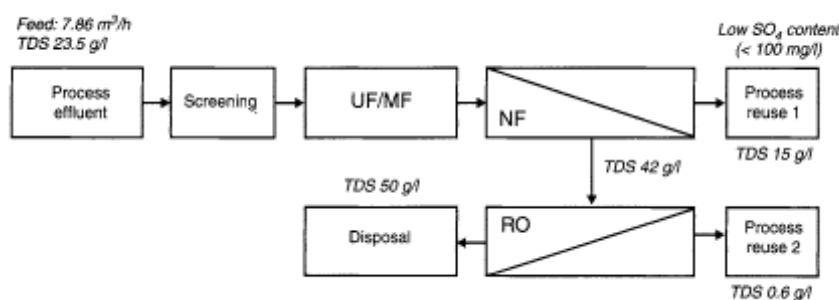 Feed: 7.86 m³/h
TDS 23.5 g/l
Low SO₄ content
(< 100 mg/l)
Process
effluent
Screening
UF/MF
NF
Process
reuse 1
TDS 15 g/l
TDS 42 g/l
TDS 50 g/l
Disposal
RO
Process
reuse 2
TDS 0.6 g/l